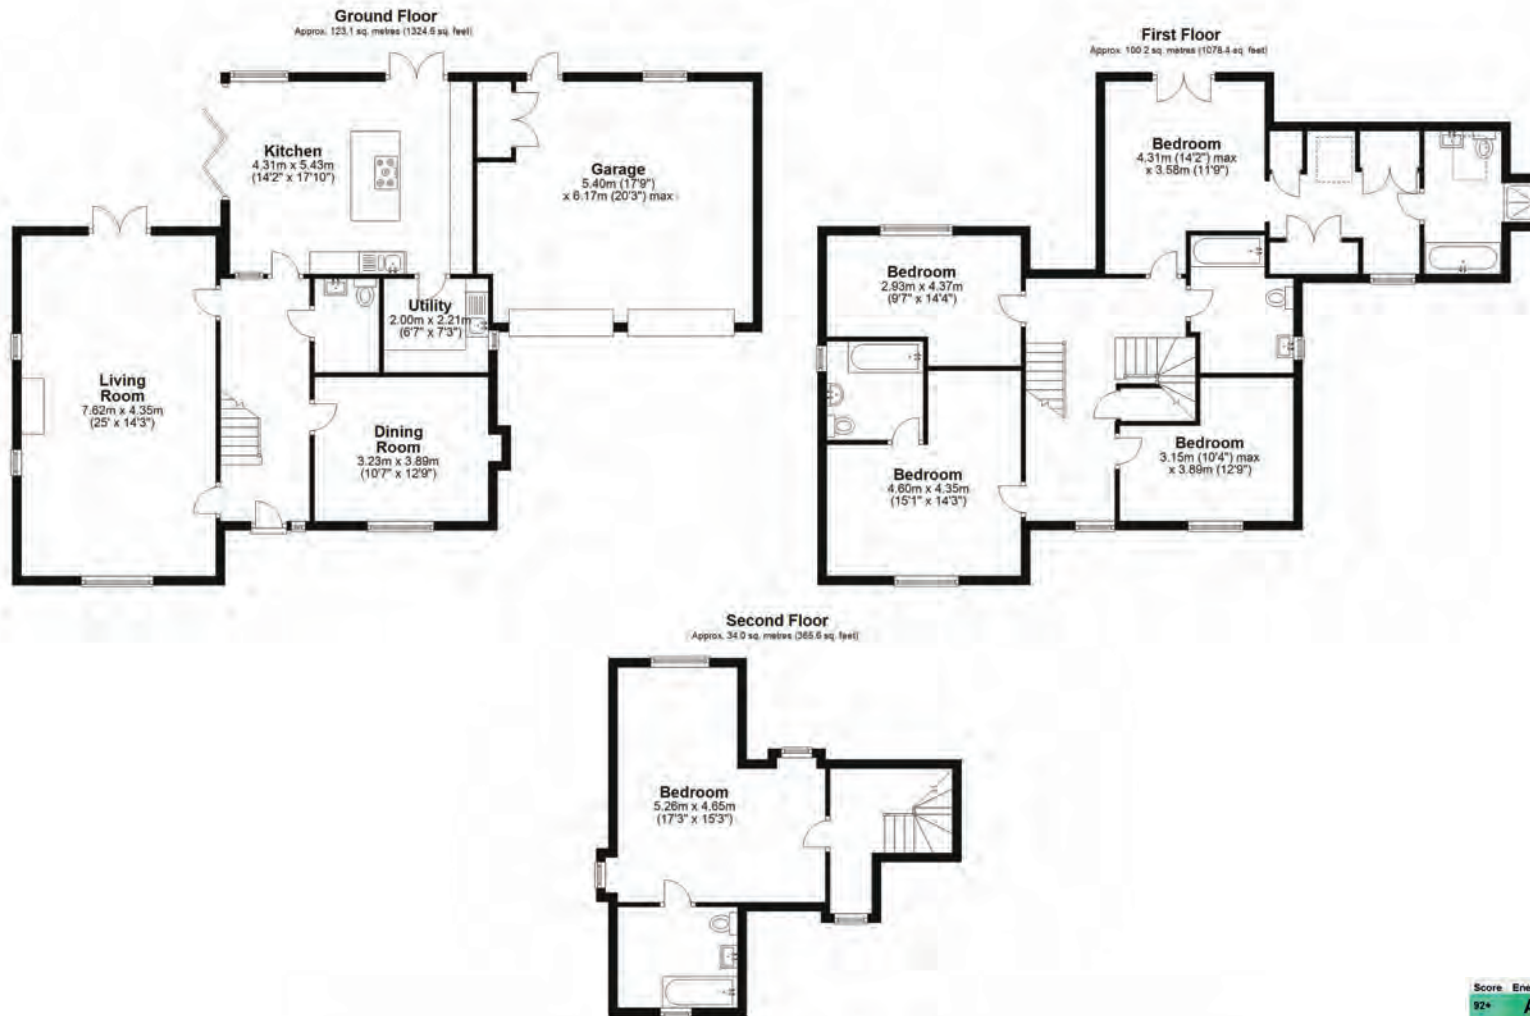 Ground Floor
Approx. 123.1 sq. metres (1324.6 sq. feet)
Kitchen
4.31m x 5.43m
(14'2" x 17'10")
Garage
5.40m (17'9")
x 6.17m (20'3") max
Utility
2.00m x 2.21m
(6'7" x 7'3")
Living
Room
7.62m x 4.35m
(25' x 14'3")
Dining
Room
3.23m x 3.89m
(10'7" x 12'9")
First Floor
Approx. 100.2 sq. metres (1078.4 sq. feet)
Bedroom
4.31m (14'2") max
x 3.58m (11'9")
Bedroom
2.93m x 4.37m
(9'7" x 14'4")
Bedroom
4.60m x 4.35m
(15'1" x 14'3")
Bedroom
3.15m (10'4") max
x 3.89m (12'9")
Second Floor
Approx. 34.0 sq. metres (365.6 sq. feet)
Bedroom
5.26m x 4.65m
(17'3" x 15'3")
Score Ene
92+